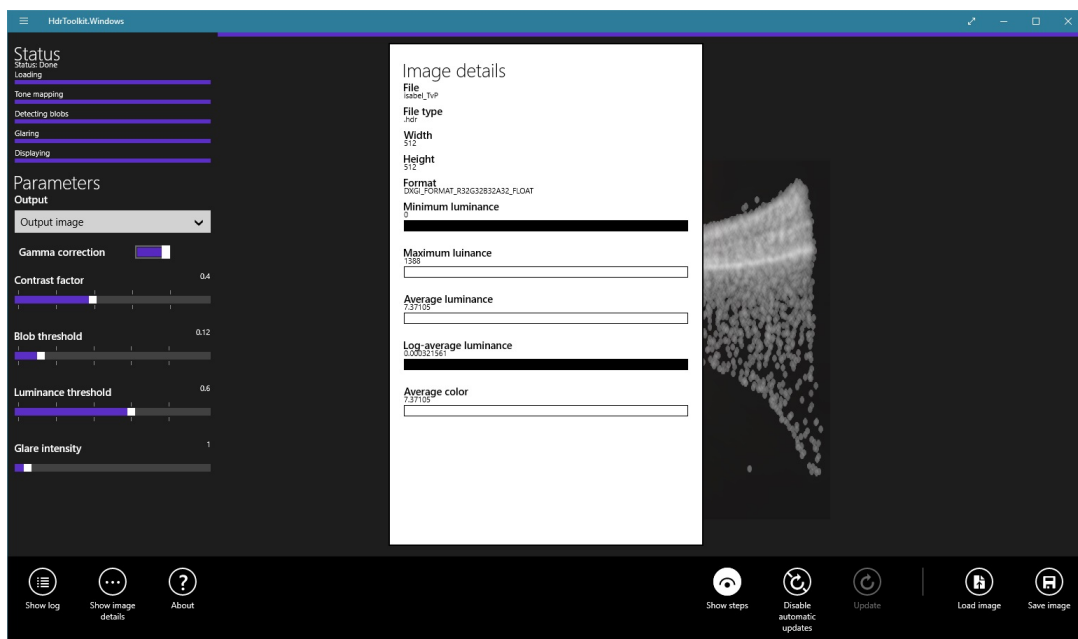 HdrToolkit.Windows
Status
Status: Done
Loading
Tone mapping
Detecting blobs
Glaring
Displaying
Parameters
Output
Output image
Gamma correction
Contrast factor
0.4
Blob threshold
0.12
Luminance threshold
0.6
Glare intensity
1
Image details
File
isabel_TvP
File type
.hdr
Width
512
Height
512
Format
DXGI_FORMAT_R32G32B32A32_FLOAT
Minimum luminance
0
Maximum luinance
1388
Average luminance
7.37105
Log-average luminance
0.000321561
Average color
7.37105
Show log
Show image
details
About
Show steps
Disable
automatic
updates
Update
Load image
Save image